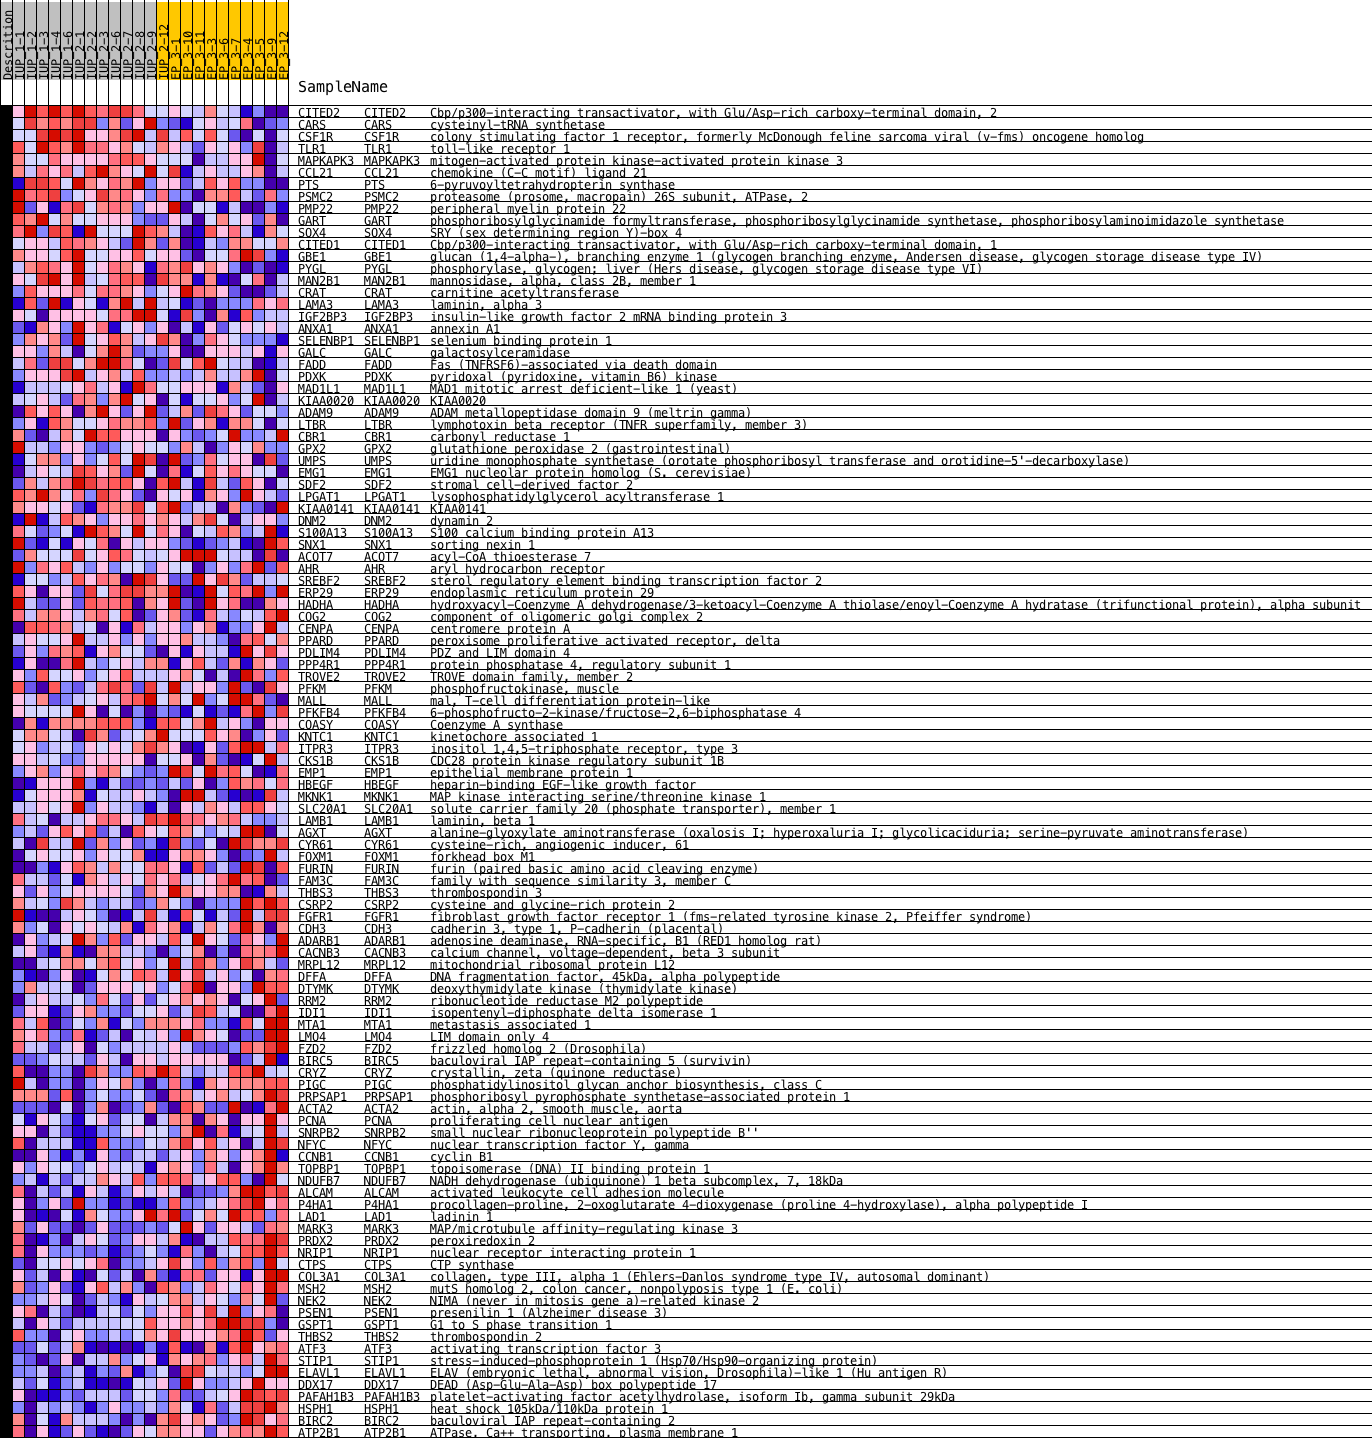 Descrition
IUP_1-1
IUP_1-2
IUP_1-3
IUP_1-4
IUP_1-6
IUP_2-1
IUP_2-2
IUP_2-3
IUP_2-6
IUP_2-7
IUP_2-8
IUP_2-9
IUP_2-12
EP_3-1
EP_3-10
EP_3-11
EP_3-3
EP_3-6
EP_3-7
EP_3-4
EP_3-5
EP_3-9
EP_3-12
SampleName
CITED2 CITED2 Cbp/p300-interacting transactivator, with Glu/Asp-rich carboxy-terminal domain, 2
CARS CARS cysteinyl-tRNA synthetase
CSF1R CSF1R colony stimulating factor 1 receptor, formerly McDonough feline sarcoma viral (v-fms) oncogene homolog
TLR1 TLR1 toll-like receptor 1
MAPKAPK3 MAPKAPK3 mitogen-activated protein kinase-activated protein kinase 3
CCL21 CCL21 chemokine (C-C motif) ligand 21
PTS PTS 6-pyruvoyltetrahydropterin synthase
PSMC2 PSMC2 proteasome (prosome, macropain) 26S subunit, ATPase, 2
PMP22 PMP22 peripheral myelin protein 22
GART GART phosphoribosylglycinamide formyltransferase, phosphoribosylglycinamide synthetase, phosphoribosylaminoimidazole synthetase
SOX4 SOX4 SRY (sex determining region Y)-box 4
CITED1 CITED1 Cbp/p300-interacting transactivator, with Glu/Asp-rich carboxy-terminal domain, 1
GBE1 GBE1 glucan (1,4-alpha-), branching enzyme 1 (glycogen branching enzyme, Andersen disease, glycogen storage disease type IV)
PYGL PYGL phosphorylase, glycogen; liver (Hers disease, glycogen storage disease type VI)
MAN2B1 MAN2B1 mannosidase, alpha, class 2B, member 1
CRAT CRAT carnitine acetyltransferase
LAMA3 LAMA3 laminin, alpha 3
IGF2BP3 IGF2BP3 insulin-like growth factor 2 mRNA binding protein 3
ANXA1 ANXA1 annexin A1
SELENBP1 SELENBP1 selenium binding protein 1
GALC GALC galactosylceramidase
FADD FADD Fas (TNFRSF6)-associated via death domain
PDXK PDXK pyridoxal (pyridoxine, vitamin B6) kinase
MAD1L1 MAD1L1 MAD1 mitotic arrest deficient-like 1 (yeast)
KIAA0020 KIAA0020 KIAA0020
ADAM9 ADAM9 ADAM metallopeptidase domain 9 (meltrin gamma)
LTBR LTBR lymphotoxin beta receptor (TNFR superfamily, member 3)
CBR1 CBR1 carbonyl reductase 1
GPX2 GPX2 glutathione peroxidase 2 (gastrointestinal)
UMPS UMPS uridine monophosphate synthetase (orotate phosphoribosyl transferase and orotidine-5'-decarboxylase)
EMG1 EMG1 EMG1 nucleolar protein homolog (S. cerevisiae)
SDF2 SDF2 stromal cell-derived factor 2
LPGAT1 LPGAT1 lysophosphatidylglycerol acyltransferase 1
KIAA0141 KIAA0141 KIAA0141
DNM2 DNM2 dynamin 2
S100A13 S100A13 S100 calcium binding protein A13
SNX1 SNX1 sorting nexin 1
ACOT7 ACOT7 acyl-CoA thioesterase 7
AHR AHR aryl hydrocarbon receptor
SREBF2 SREBF2 sterol regulatory element binding transcription factor 2
ERP29 ERP29 endoplasmic reticulum protein 29
HADHA HADHA hydroxyacyl-Coenzyme A dehydrogenase/3-ketoacyl-Coenzyme A thiolase/enoyl-Coenzyme A hydratase (trifunctional protein), alpha subunit
COG2 COG2 component of oligomeric golgi complex 2
CENPA CENPA centromere protein A
PPARD PPARD peroxisome proliferative activated receptor, delta
PDLIM4 PDLIM4 PDZ and LIM domain 4
PPP4R1 PPP4R1 protein phosphatase 4, regulatory subunit 1
TROVE2 TROVE2 TROVE domain family, member 2
PFKM PFKM phosphofructokinase, muscle
MALL MALL mal, T-cell differentiation protein-like
PFKFB4 PFKFB4 6-phosphofructo-2-kinase/fructose-2,6-biphosphatase 4
COASY COASY Coenzyme A synthase
KNTC1 KNTC1 kinetochore associated 1
ITPR3 ITPR3 inositol 1,4,5-triphosphate receptor, type 3
CKS1B CKS1B CDC28 protein kinase regulatory subunit 1B
EMP1 EMP1 epithelial membrane protein 1
HBEGF HBEGF heparin-binding EGF-like growth factor
MKNK1 MKNK1 MAP kinase interacting serine/threonine kinase 1
SLC20A1 SLC20A1 solute carrier family 20 (phosphate transporter), member 1
LAMB1 LAMB1 laminin, beta 1
AGXT AGXT alanine-glyoxylate aminotransferase (oxalosis I; hyperoxaluria I; glycolicaciduria; serine-pyruvate aminotransferase)
CYR61 CYR61 cysteine-rich, angiogenic inducer, 61
FOXM1 FOXM1 forkhead box M1
FURIN FURIN furin (paired basic amino acid cleaving enzyme)
FAM3C FAM3C family with sequence similarity 3, member C
THBS3 THBS3 thrombospondin 3
CSRP2 CSRP2 cysteine and glycine-rich protein 2
FGFR1 FGFR1 fibroblast growth factor receptor 1 (fms-related tyrosine kinase 2, Pfeiffer syndrome)
CDH3 CDH3 cadherin 3, type 1, P-cadherin (placental)
ADARB1 ADARB1 adenosine deaminase, RNA-specific, B1 (RED1 homolog rat)
CACNB3 CACNB3 calcium channel, voltage-dependent, beta 3 subunit
MRPL12 MRPL12 mitochondrial ribosomal protein L12
DFFA DFFA DNA fragmentation factor, 45kDa, alpha polypeptide
DTYMK DTYMK deoxythymidylate kinase (thymidylate kinase)
RRM2 RRM2 ribonucleotide reductase M2 polypeptide
IDI1 IDI1 isopentenyl-diphosphate delta isomerase 1
MTA1 MTA1 metastasis associated 1
LMO4 LMO4 LIM domain only 4
FZD2 FZD2 frizzled homolog 2 (Drosophila)
BIRC5 BIRC5 baculoviral IAP repeat-containing 5 (survivin)
CRYZ CRYZ crystallin, zeta (quinone reductase)
PIGC PIGC phosphatidylinositol glycan anchor biosynthesis, class C
PRPSAP1 PRPSAP1 phosphoribosyl pyrophosphate synthetase-associated protein 1
ACTA2 ACTA2 actin, alpha 2, smooth muscle, aorta
PCNA PCNA proliferating cell nuclear antigen
SNRPB2 SNRPB2 small nuclear ribonucleoprotein polypeptide B''
NFYC NFYC nuclear transcription factor Y, gamma
CCNB1 CCNB1 cyclin B1
TOPBP1 TOPBP1 topoisomerase (DNA) II binding protein 1
NDUFB7 NDUFB7 NADH dehydrogenase (ubiquinone) 1 beta subcomplex, 7, 18kDa
ALCAM ALCAM activated leukocyte cell adhesion molecule
P4HA1 P4HA1 procollagen-proline, 2-oxoglutarate 4-dioxygenase (proline 4-hydroxylase), alpha polypeptide I
LAD1 LAD1 ladinin 1
MARK3 MARK3 MAP/microtubule affinity-regulating kinase 3
PRDX2 PRDX2 peroxiredoxin 2
NRIP1 NRIP1 nuclear receptor interacting protein 1
CTPS CTPS CTP synthase
COL3A1 COL3A1 collagen, type III, alpha 1 (Ehlers-Danlos syndrome type IV, autosomal dominant)
MSH2 MSH2 mutS homolog 2, colon cancer, nonpolyposis type 1 (E. coli)
NEK2 NEK2 NIMA (never in mitosis gene a)-related kinase 2
PSEN1 PSEN1 presenilin 1 (Alzheimer disease 3)
GSPT1 GSPT1 G1 to S phase transition 1
THBS2 THBS2 thrombospondin 2
ATF3 ATF3 activating transcription factor 3
STIP1 STIP1 stress-induced-phosphoprotein 1 (Hsp70/Hsp90-organizing protein)
ELAVL1 ELAVL1 ELAV (embryonic lethal, abnormal vision, Drosophila)-like 1 (Hu antigen R)
DDX17 DDX17 DEAD (Asp-Glu-Ala-Asp) box polypeptide 17
PAFAH1B3 PAFAH1B3 platelet-activating factor acetylhydrolase, isoform Ib, gamma subunit 29kDa
HSPH1 HSPH1 heat shock 105kDa/110kDa protein 1
BIRC2 BIRC2 baculoviral IAP repeat-containing 2
ATP2B1 ATP2B1 ATPase, Ca++ transporting, plasma membrane 1